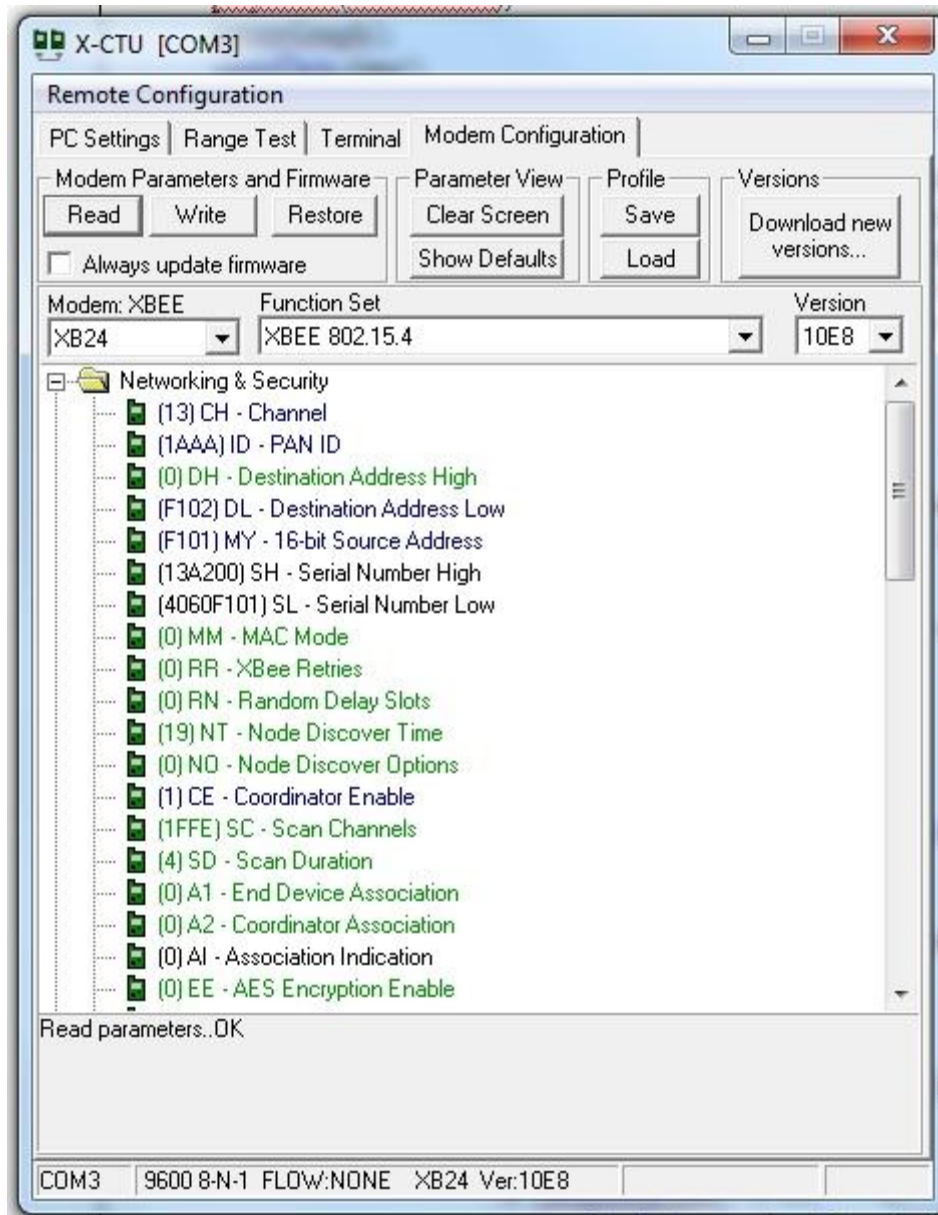 X-CTU [COM3]
Remote Configuration
PC Settings Range Test Terminal Modem Configuration
Modem Parameters and Firmware Parameter View Profile Versions
Read Write Restore Clear Screen Save Download new versions...
Always update firmware Show Defaults Load
Modem: XBEE Function Set Version
XB24 XBEE 802.15.4 10E8
Networking & Security
(13) CH - Channel
(1AAA) ID - PAN ID
(0) DH - Destination Address High
(F102) DL - Destination Address Low
(F101) MY - 16-bit Source Address
(13A200) SH - Serial Number High
(4060F101) SL - Serial Number Low
(0) MM - MAC Mode
(0) RR - XBee Retries
(0) RN - Random Delay Slots
(19) NT - Node Discover Time
(0) NO - Node Discover Options
(1) CE - Coordinator Enable
(1FFE) SC - Scan Channels
(4) SD - Scan Duration
(0) A1 - End Device Association
(0) A2 - Coordinator Association
(0) AI - Association Indication
(0) EE - AES Encryption Enable
Read parameters..OK
COM3 9600 8-N-1 FLOW:NONE XB24 Ver:10E8